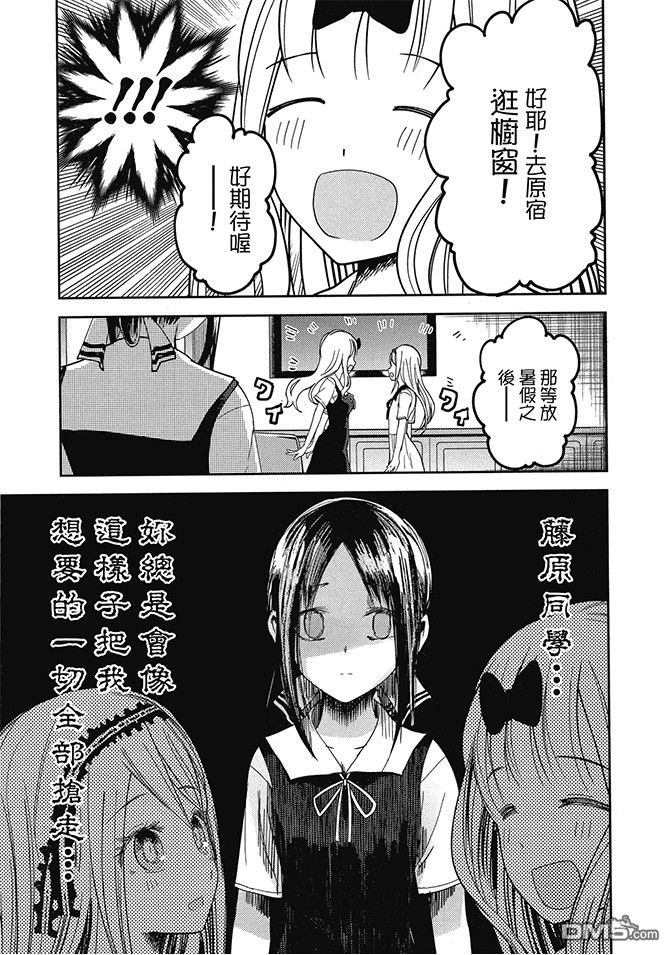 好耶！去原宿
逛櫥窗！
!!!!
好期待喔
——！
那等放
暑假之
後——
ワイ
ワイ
藤原同學…
妳總是會像
這樣子把我
想要的一切全部搶走…
DM5.com